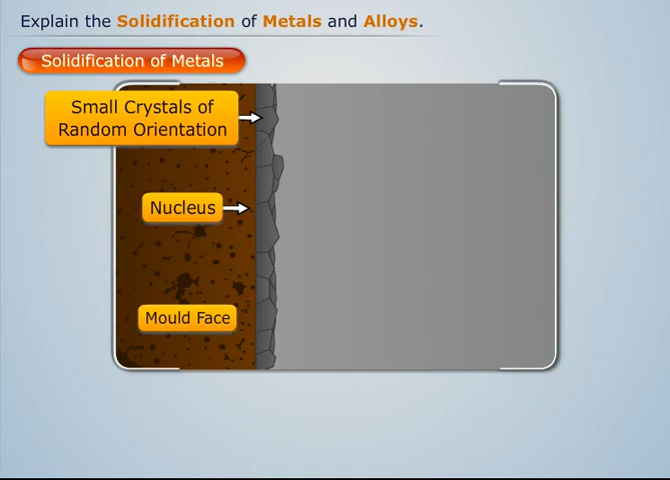 Explain the Solidification of Metals and Alloys.
Solidification of Metals
Small Crystals of
Random Orientation
Nucleus
Mould Face